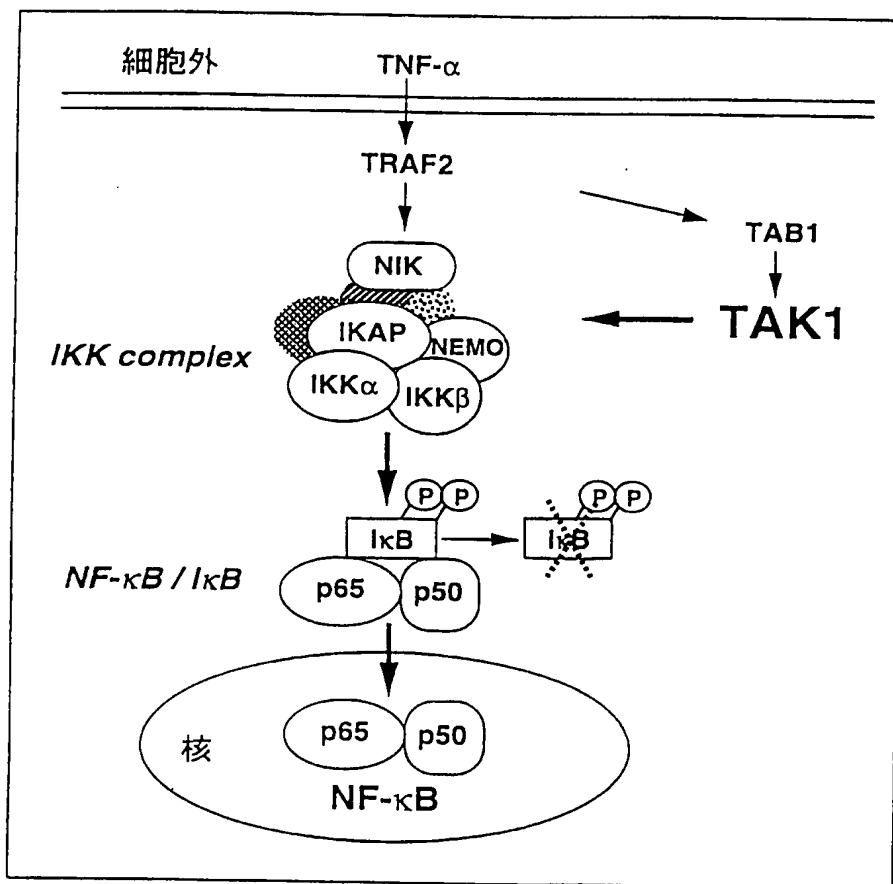 細胞外
TNF-α
TRAF2
TAB1
NIK
TAK1
IKAP
NEMO
IKK complex
IKKα
IKKβ
P P
P P
IκB
IκB
NF-κB / IκB
p65
p50
p65
p50
核
NF-κB